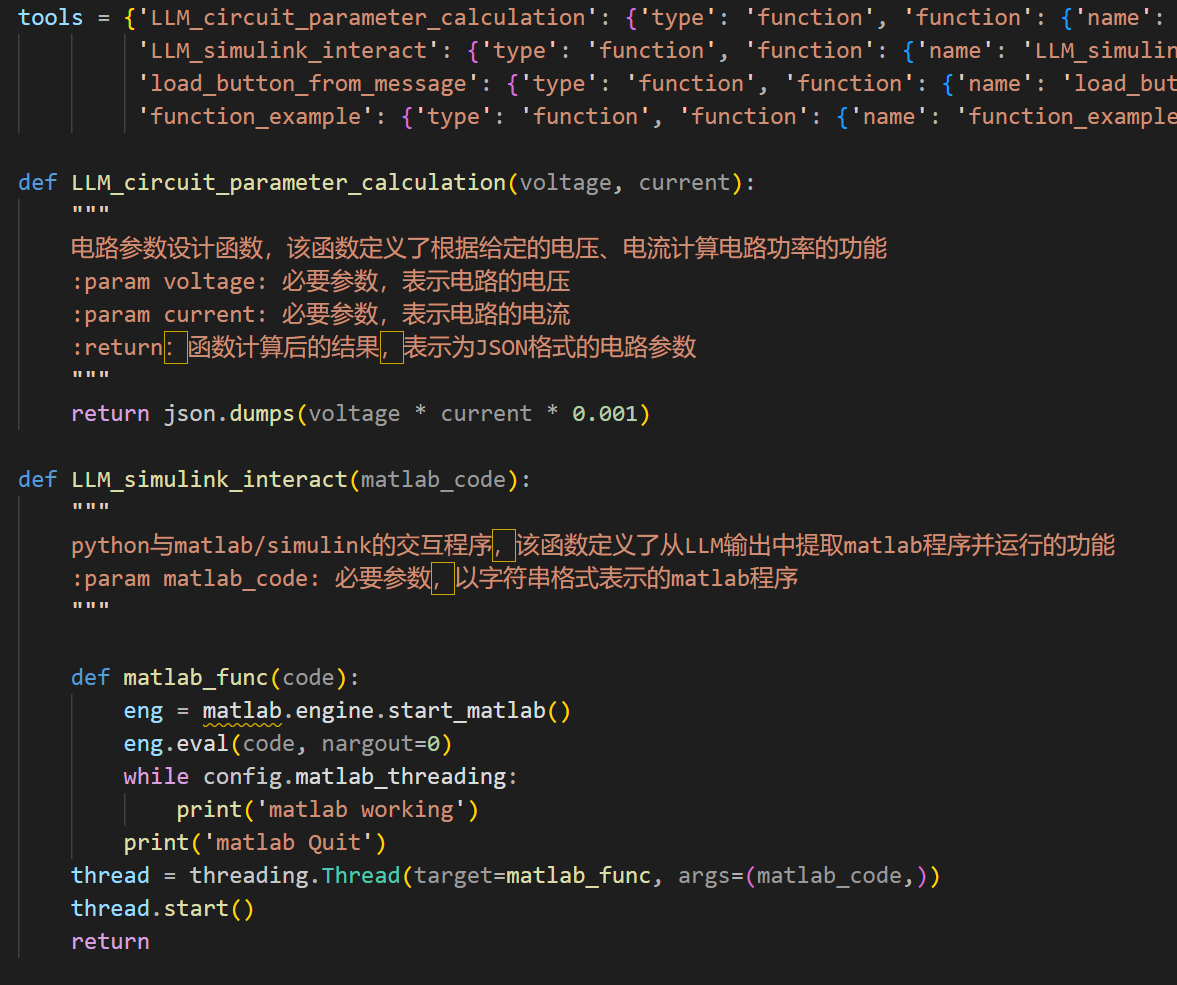 tools = {'LLM_circuit_parameter_calculation': {'type': 'function', 'function': {'name':
'LLM_simulink_interact': {'type': 'function', 'function': {'name': 'LLM_simulin
'load_button_from_message': {'type': 'function', 'function': {'name': 'load_but
'function_example': {'type': 'function', 'function': {'name': 'function_example
def LLM_circuit_parameter_calculation(voltage, current):
"""
电路参数设计函数，该函数定义了根据给定的电压、电流计算电路功率的功能
:param voltage: 必要参数，表示电路的电压
:param current: 必要参数，表示电路的电流
:return：函数计算后的结果，表示为JSON格式的电路参数
"""
return json.dumps(voltage * current * 0.001)
def LLM_simulink_interact(matlab_code):
"""
python与matlab/simulink的交互程序，该函数定义了从LLM输出中提取matlab程序并运行的功能
:param matlab_code: 必要参数，以字符串格式表示的matlab程序
"""
def matlab_func(code):
eng = matlab.engine.start_matlab()
eng.eval(code, nargout=0)
while config.matlab_threading:
print('matlab working')
print('matlab Quit')
thread = threading.Thread(target=matlab_func, args=(matlab_code,))
thread.start()
return